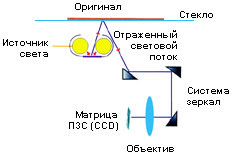 Оригинал
Стекло
Источник
света
Отраженный
световой
поток
Система
зеркал
Матрица
ПЗС (CCD)
Объектив